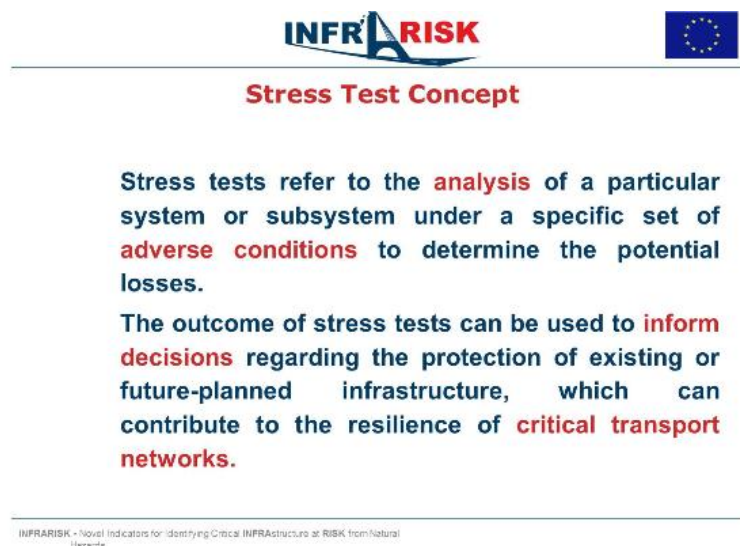 INFRARISK
Stress Test Concept
Stress tests refer to the analysis of a particular
system or subsystem under a specific set of
adverse conditions to determine the potential
losses.
The outcome of stress tests can be used to inform
decisions regarding the protection of existing or
future-planned infrastructure, which can
contribute to the resilience of critical transport
networks.
INFRARISK - Novel Indicators for Identifying Critical INFRAstructure at RISK from Natural
Hazards